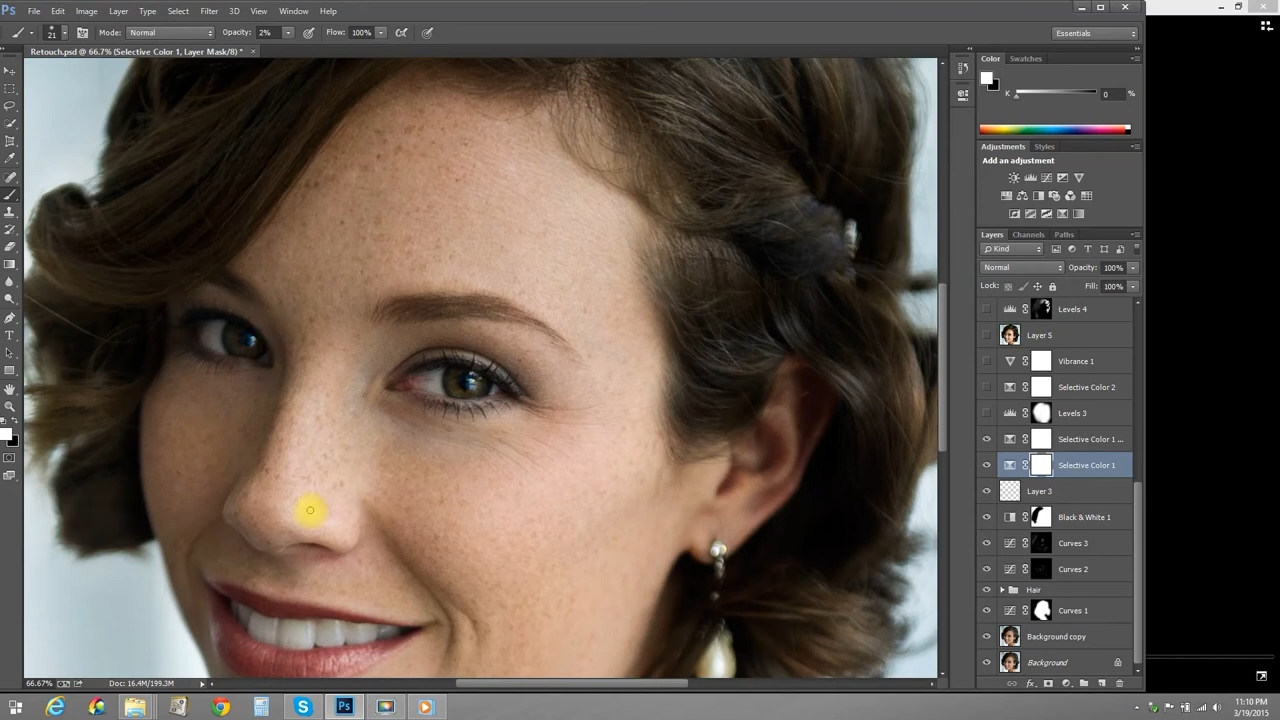 Ps File Edit Image Layer Type Select Filter 3D View Window Help
21 Mode: Normal Opacity: 2% Flow: 100% Essentials
Retouch.psd @ 66.7% (Selective Color 1, Layer Mask/8) * ×
Color Swatches
K 0 %
Adjustments Styles
Add an adjustment
Layers Channels Paths
Kind
Normal Opacity: 100%
Lock: Fill: 100%
Levels 4
Layer 5
Vibrance 1
Selective Color 2
Levels 3
Selective Color 1 ...
Selective Color 1
Layer 3
Black & White 1
Curves 3
Curves 2
Hair
Curves 1
Background copy
Background
66.67% Doc: 16.4M/199.3M
11:10 PM
3/19/2015